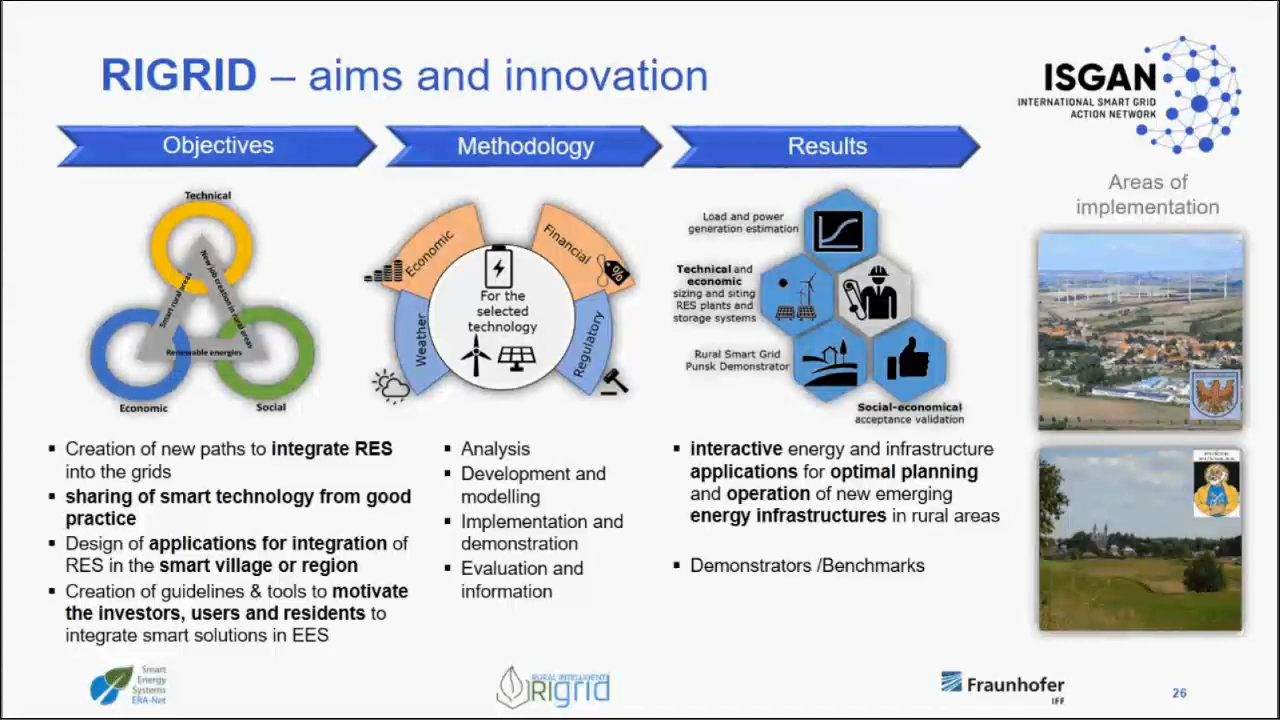 RIGRID – aims and innovation
ISGAN
INTERNATIONAL SMART GRID
ACTION NETWORK
Objectives
Methodology
Results
Areas of
implementation
Technical
Smart rural areas
New job creation in rural areas
Renewable energies
Economic
Social
Economic
Financial
Weather
Regulatory
For the
selected
technology
%
Load and power
generation estimation
Technical and
economic
sizing and siting
RES plants and
storage systems
Rural Smart Grid
Punsk Demonstrator
Social-economical
acceptance validation
▪ Creation of new paths to integrate RES
into the grids
▪ sharing of smart technology from good
practice
▪ Design of applications for integration of
RES in the smart village or region
▪ Creation of guidelines & tools to motivate
the investors, users and residents to
integrate smart solutions in EES
▪ Analysis
▪ Development and
modelling
▪ Implementation and
demonstration
▪ Evaluation and
information
▪ interactive energy and infrastructure
applications for optimal planning
and operation of new emerging
energy infrastructures in rural areas
▪ Demonstrators /Benchmarks
Smart
Energy
Systems
ERA-Net
RURAL INTELLIGENT
RIgrid
Fraunhofer
IFF
26